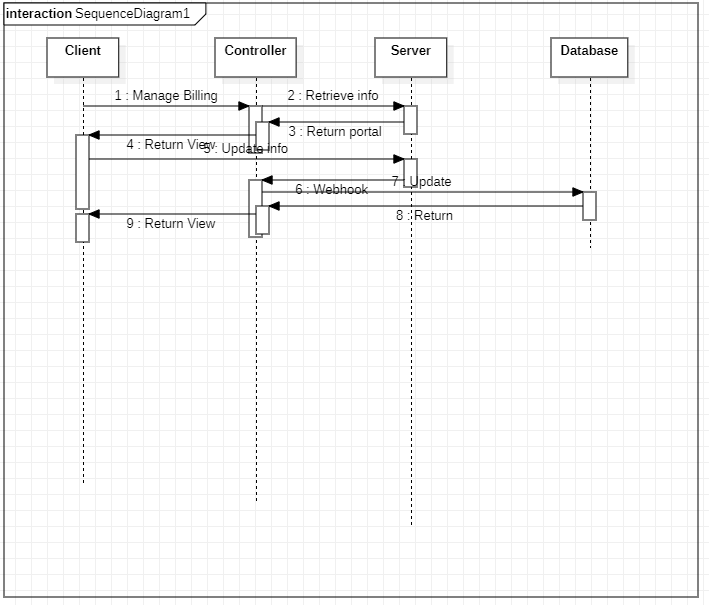 interaction SequenceDiagram1
Client
Controller
Server
Database
1 : Manage Billing
2 : Retrieve info
3 : Return portal
4 : Return View
5 : Update info
6 : Webhook
7 : Update
8 : Return
9 : Return View